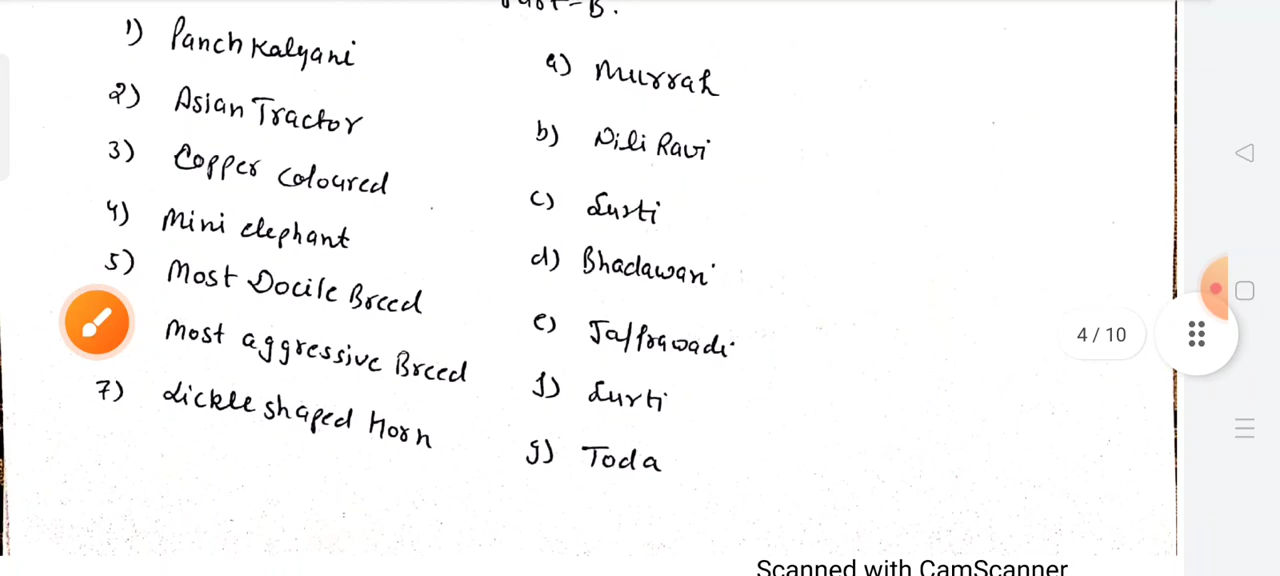 Part-B.
1) Panch Kalyani
a) Murrah
2) Asian Tractor
b) Nili Ravi
3) Copper coloured
c) Surti
4) Mini elephant
d) Bhadawari
5) Most Docile Breed
e) Jaffrawadi
Most aggressive Breed
f) Surti
7) Sickle shaped Horn
g) Toda
4 / 10
Scanned with CamScanner